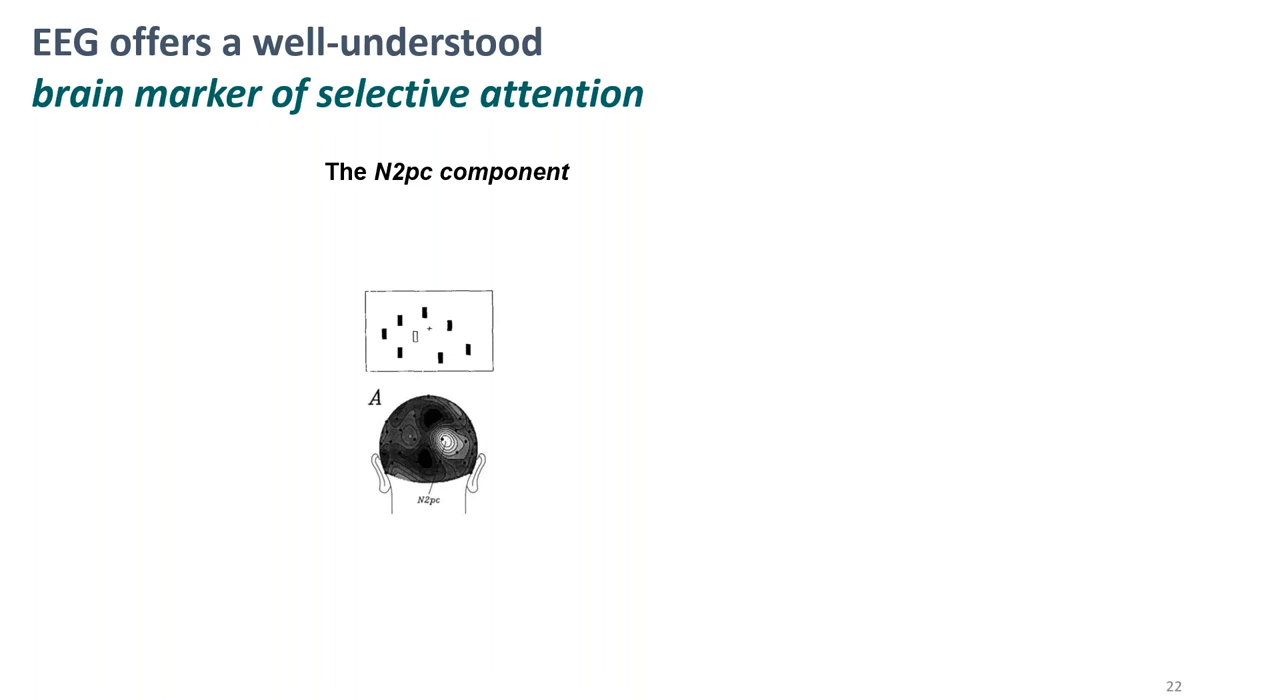 EEG offers a well-understood
brain marker of selective attention
The N2pc component
A
N2pc
22